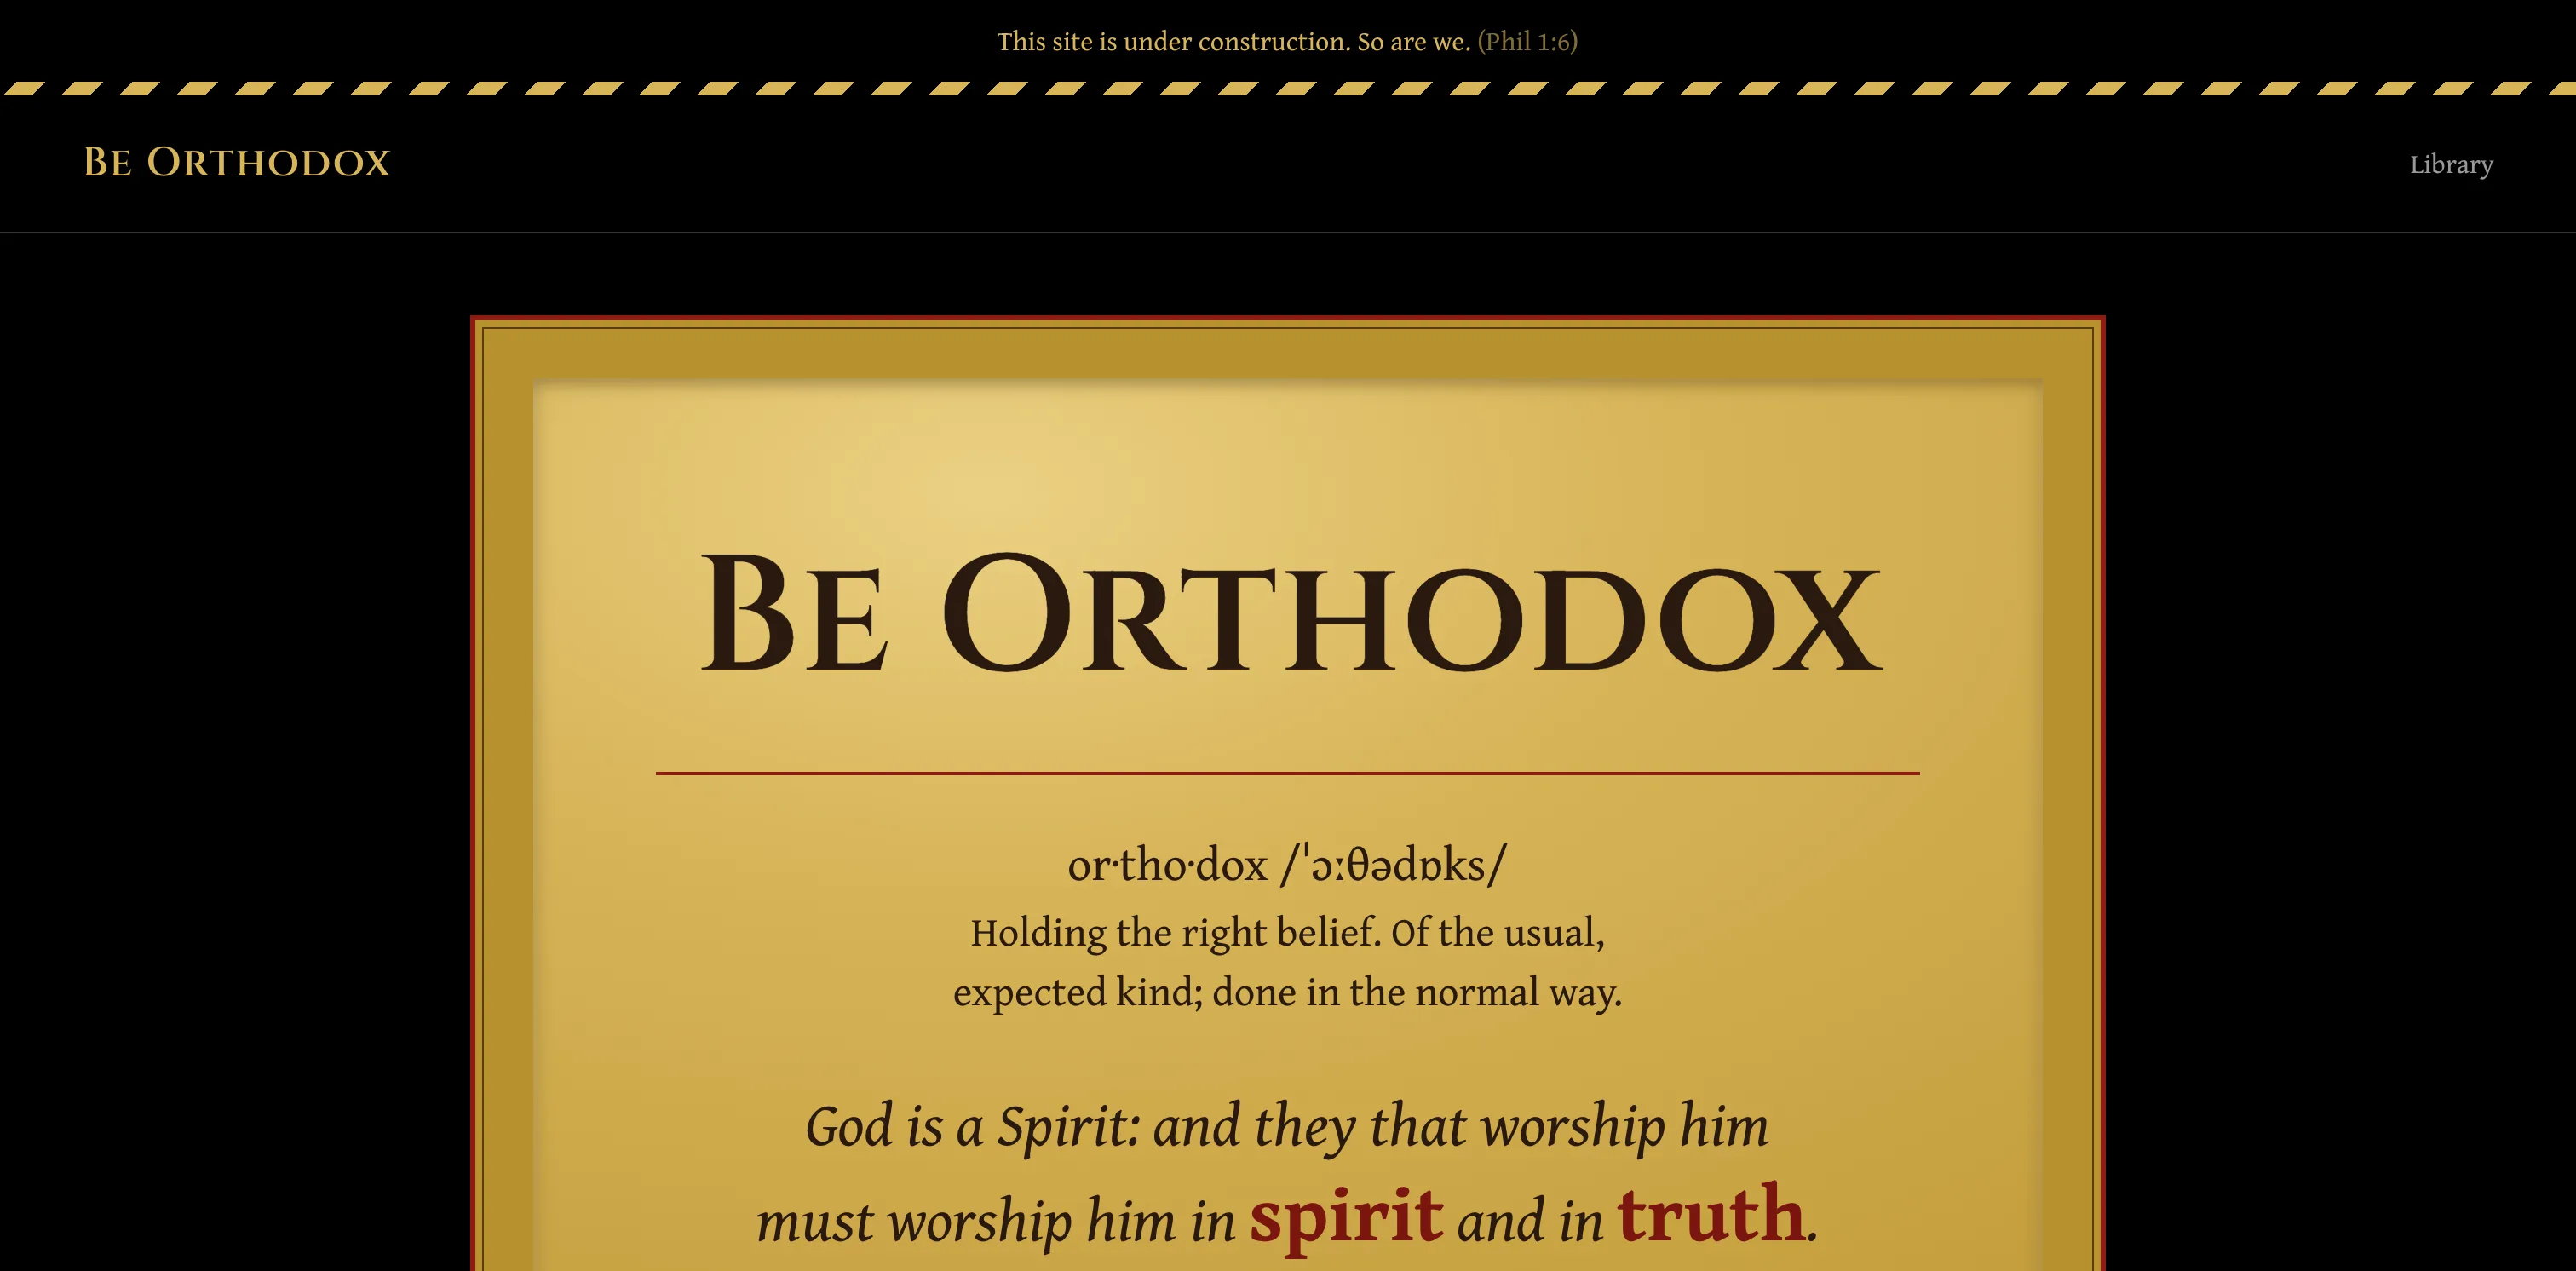 This site is under construction. So are we. (Phil 1:6)
Be Orthodox
Library
Be Orthodox
or·tho·dox /ˈɔːθədɒks/
Holding the right belief. Of the usual,
expected kind; done in the normal way.
God is a Spirit: and they that worship him
must worship him in spirit and in truth.